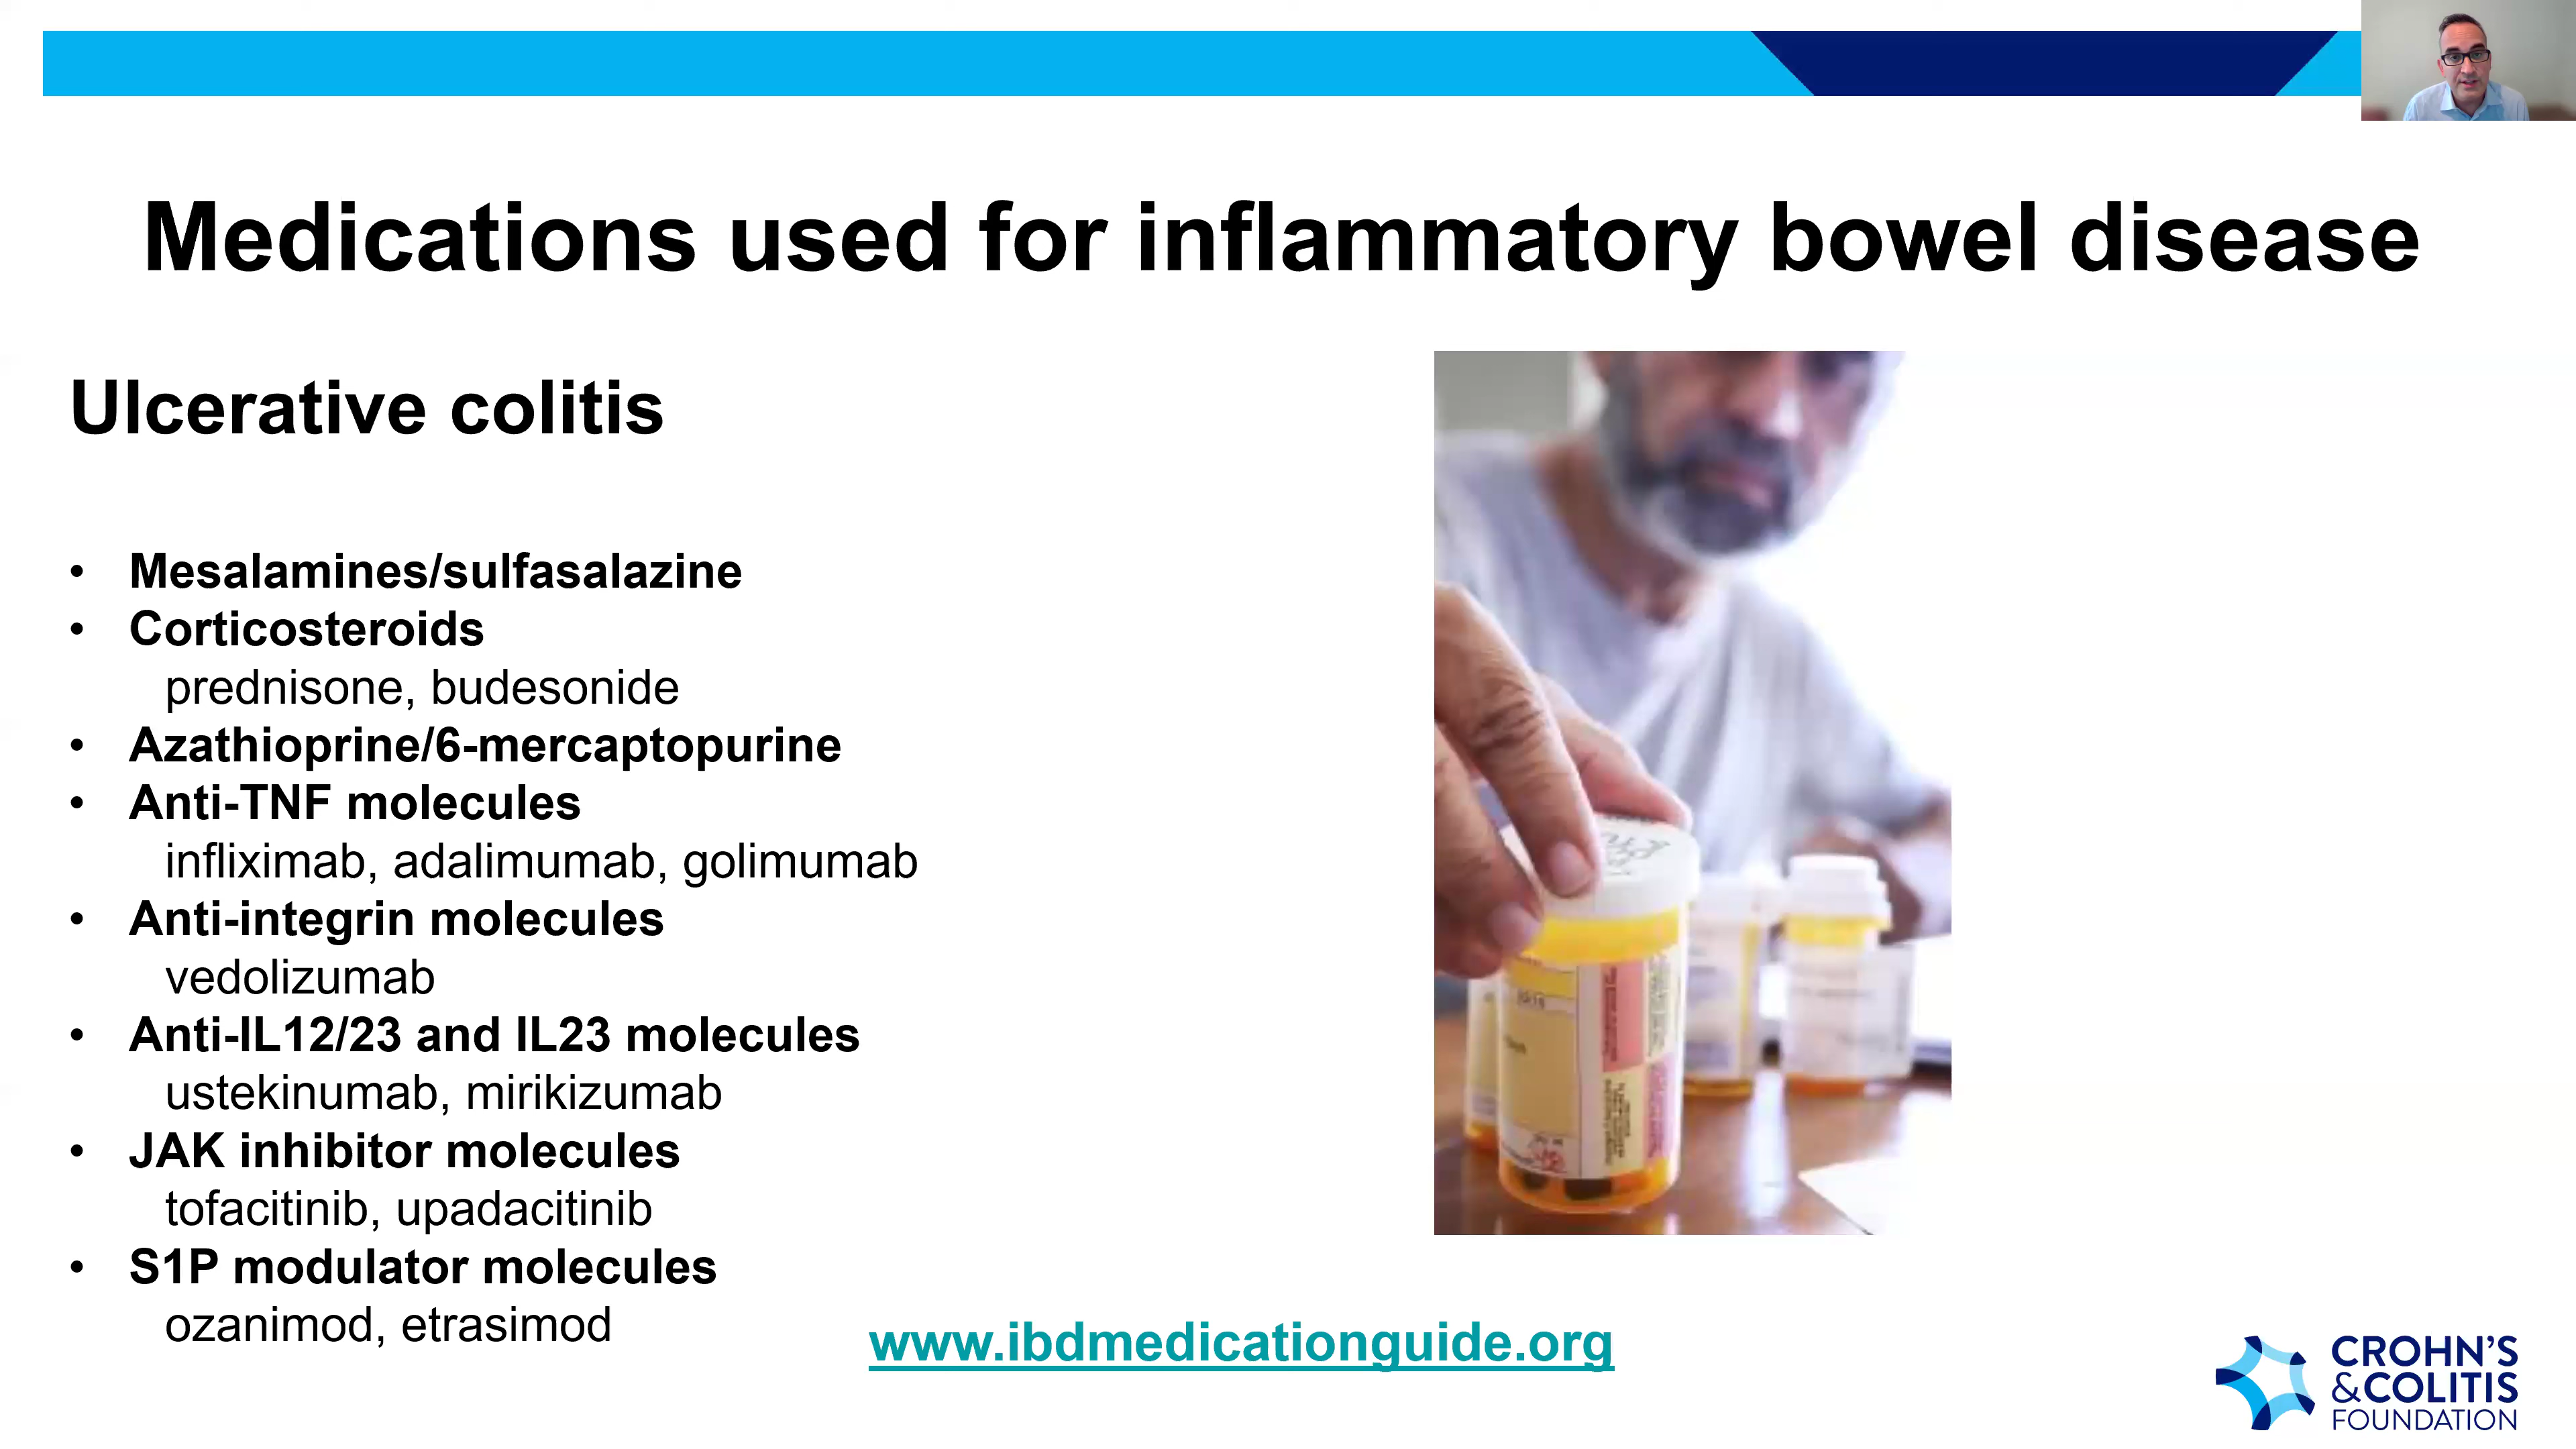 Medications used for inflammatory bowel disease
Ulcerative colitis
• Mesalamines/sulfasalazine
• Corticosteroids
prednisone, budesonide
• Azathioprine/6-mercaptopurine
• Anti-TNF molecules
infliximab, adalimumab, golimumab
• Anti-integrin molecules
vedolizumab
• Anti-IL12/23 and IL23 molecules
ustekinumab, mirikizumab
• JAK inhibitor molecules
tofacitinib, upadacitinib
• S1P modulator molecules
ozanimod, etrasimod
www.ibdmedicationguide.org
CROHN'S
&COLITIS
FOUNDATION